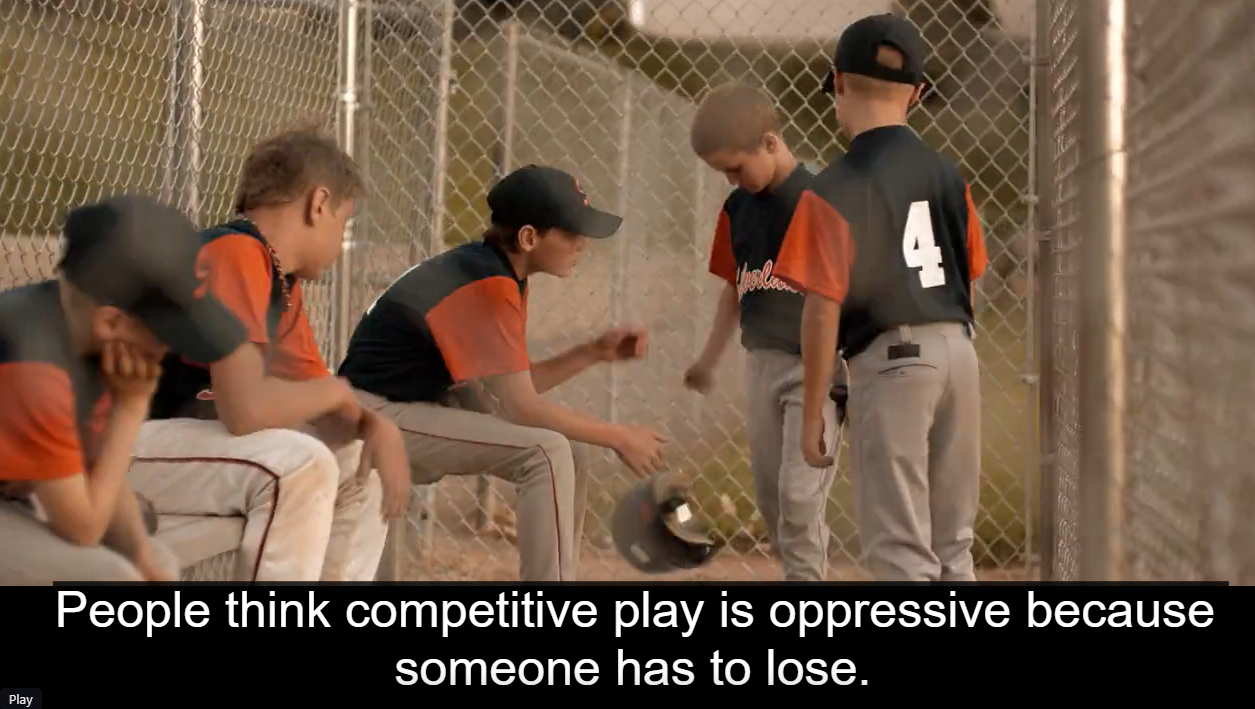 4
People think competitive play is oppressive because
someone has to lose.
Play